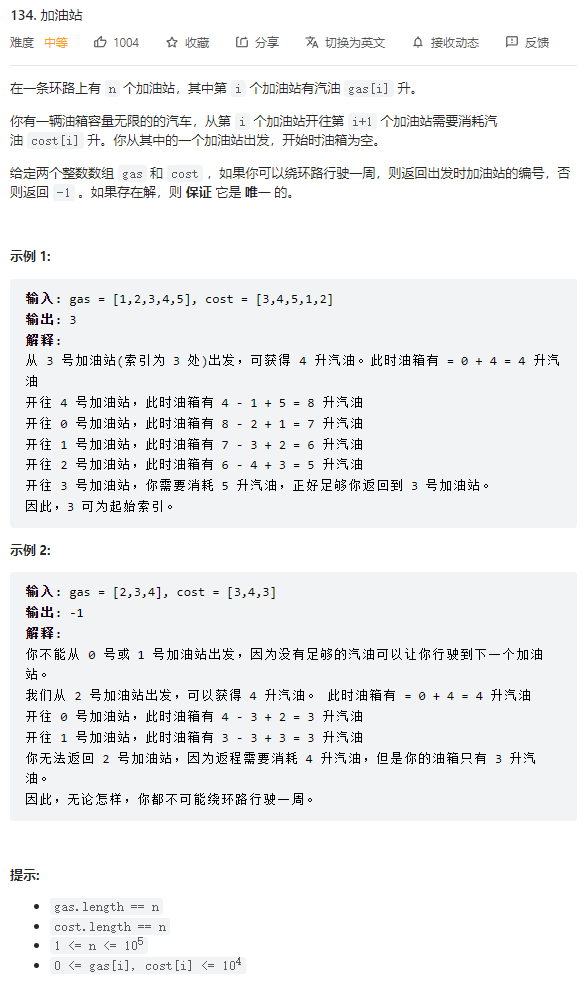 134. 加油站
难度 中等 1004 收藏 分享 切换为英文 接收动态 反馈
在一条环路上有 n 个加油站，其中第 i 个加油站有汽油 gas[i] 升。
你有一辆油箱容量无限的的汽车，从第 i 个加油站开往第 i+1 个加油站需要消耗汽
油 cost[i] 升。你从其中的一个加油站出发，开始时油箱为空。
给定两个整数数组 gas 和 cost ，如果你可以绕环路行驶一周，则返回出发时加油站的编号，否
则返回 -1 。如果存在解，则 保证 它是 唯一 的。
示例 1:
输入: gas = [1,2,3,4,5], cost = [3,4,5,1,2]
输出: 3
解释:
从 3 号加油站(索引为 3 处)出发，可获得 4 升汽油。此时油箱有 = 0 + 4 = 4 升汽
油
开往 4 号加油站，此时油箱有 4 - 1 + 5 = 8 升汽油
开往 0 号加油站，此时油箱有 8 - 2 + 1 = 7 升汽油
开往 1 号加油站，此时油箱有 7 - 3 + 2 = 6 升汽油
开往 2 号加油站，此时油箱有 6 - 4 + 3 = 5 升汽油
开往 3 号加油站，你需要消耗 5 升汽油，正好足够你返回到 3 号加油站。
因此，3 可为起始索引。
示例 2:
输入: gas = [2,3,4], cost = [3,4,3]
输出: -1
解释:
你不能从 0 号或 1 号加油站出发，因为没有足够的汽油可以让你行驶到下一个加油
站。
我们从 2 号加油站出发，可以获得 4 升汽油。 此时油箱有 = 0 + 4 = 4 升汽油
开往 0 号加油站，此时油箱有 4 - 3 + 2 = 3 升汽油
开往 1 号加油站，此时油箱有 3 - 3 + 3 = 3 升汽油
你无法返回 2 号加油站，因为返程需要消耗 4 升汽油，但是你的油箱只有 3 升汽
油。
因此，无论怎样，你都不可能绕环路行驶一周。
提示:
• gas.length == n
• cost.length == n
• 1 <= n <= 10⁵
• 0 <= gas[i], cost[i] <= 10⁴